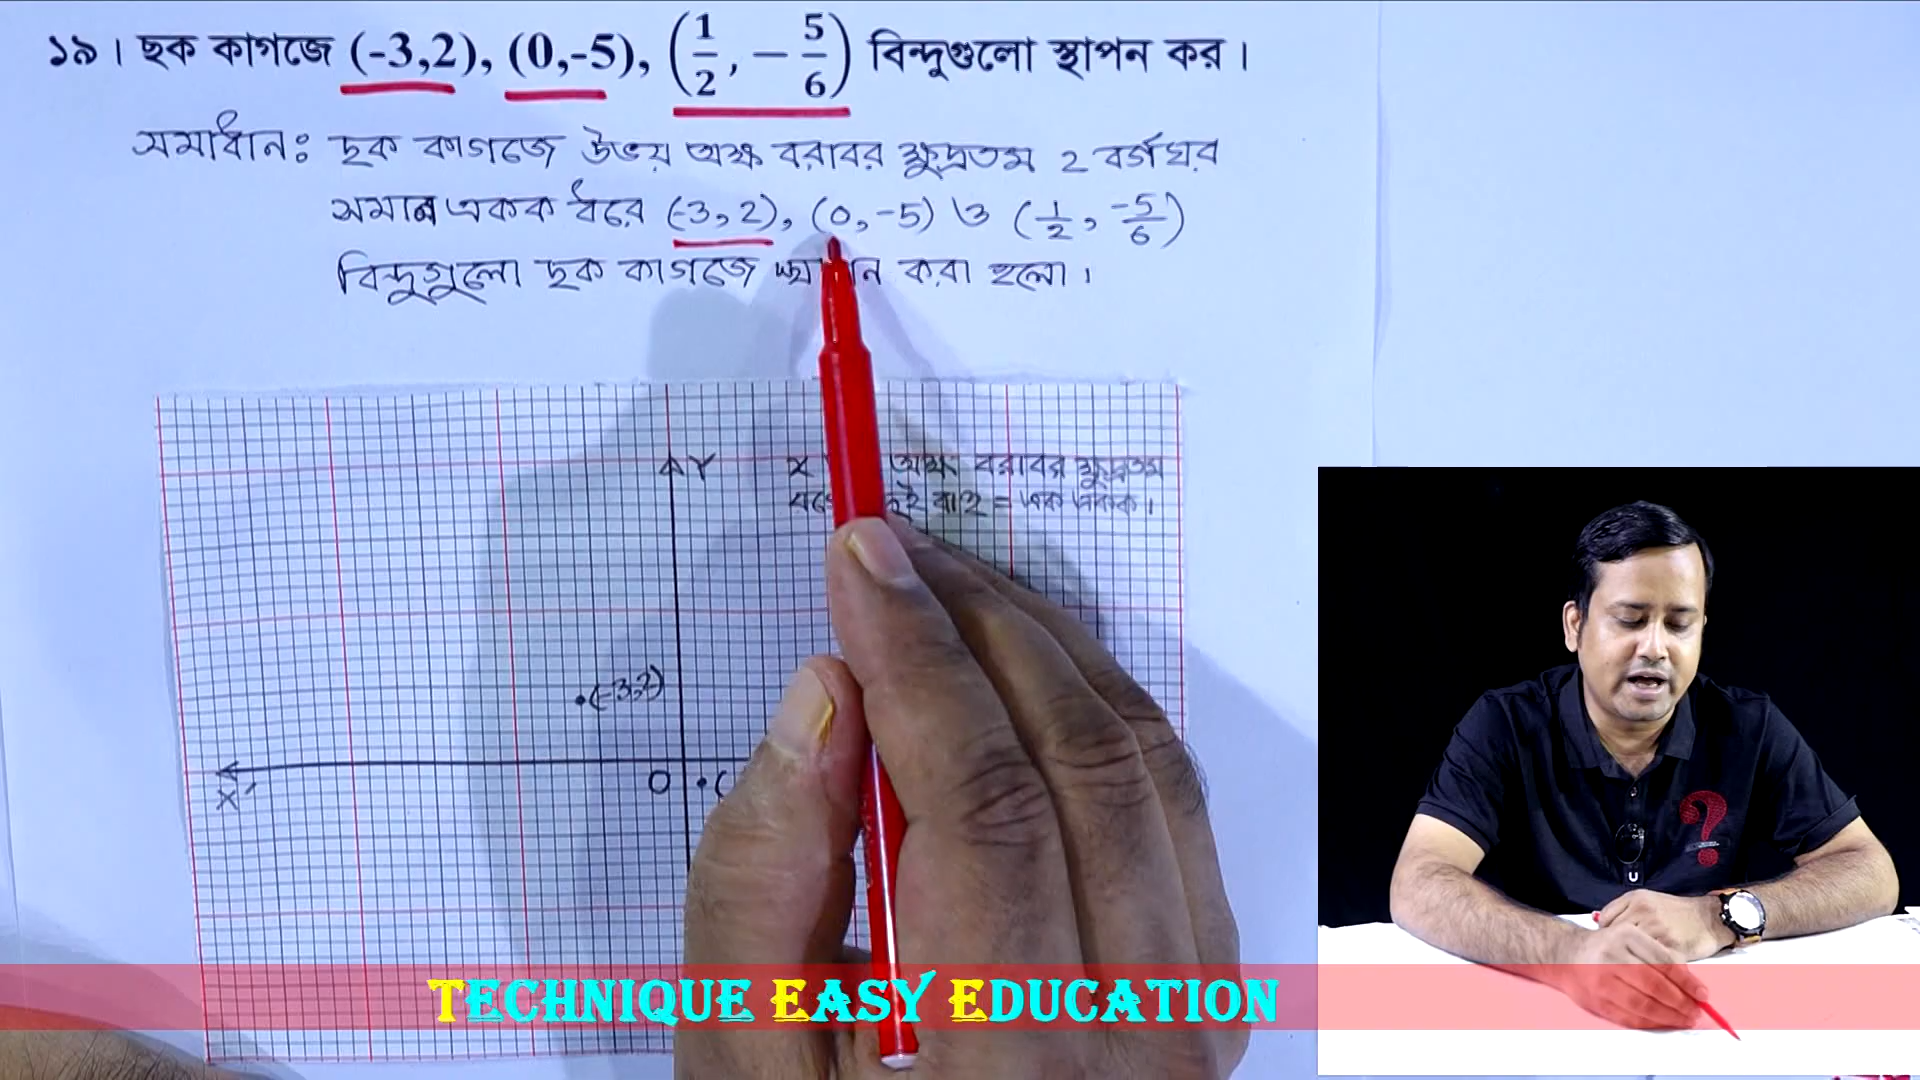 ১৯। ছক কাগজে (-3,2), (0,-5), (1/2, -5/6) বিন্দুগুলো স্থাপন কর।
সমাধান: ছক কাগজে উভয় অক্ষ বরাবর ক্ষুদ্রতম 2 বর্গঘর
সমান একক ধরে (-3, 2), (0, -5) ও (1/2, -5/6)
বিন্দুগুলো ছক কাগজে করা হলো।
Y
X অক্ষ বরাবর ক্ষুদ্রতম
দুই বাহু = এক একক।
(-3,2)
O
X′
TECHNIQUE EASY EDUCATION